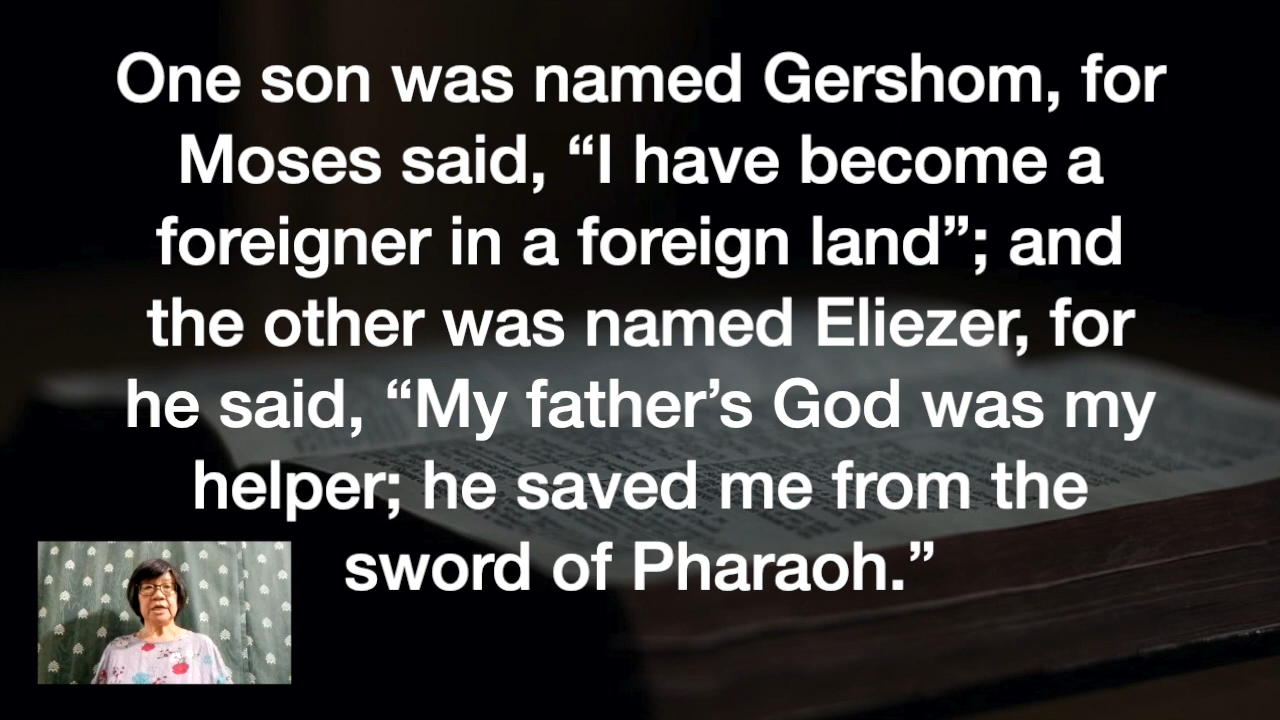 One son was named Gershom, for
Moses said, “I have become a
foreigner in a foreign land”; and
the other was named Eliezer, for
he said, “My father’s God was my
helper; he saved me from the
sword of Pharaoh.”